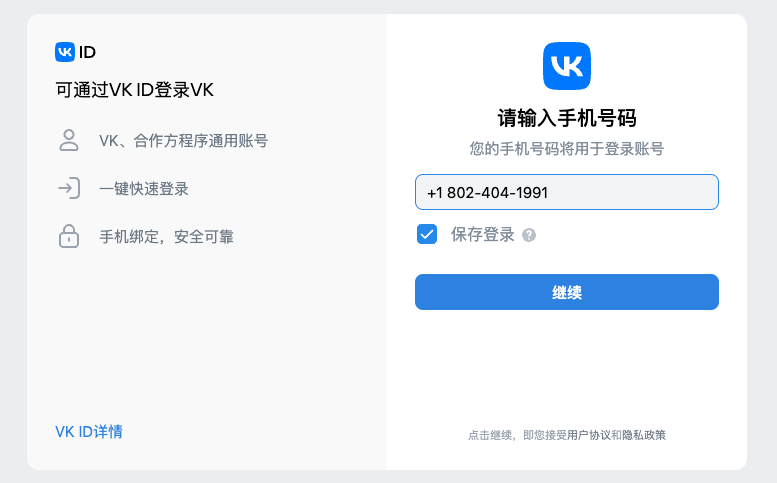 VK ID
可通过VK ID登录VK
VK、合作方程序通用账号
一键快速登录
手机绑定，安全可靠
VK ID详情
VK
请输入手机号码
您的手机号码将用于登录账号
+1 802-404-1991
保存登录 ?
继续
点击继续，即您接受用户协议和隐私政策